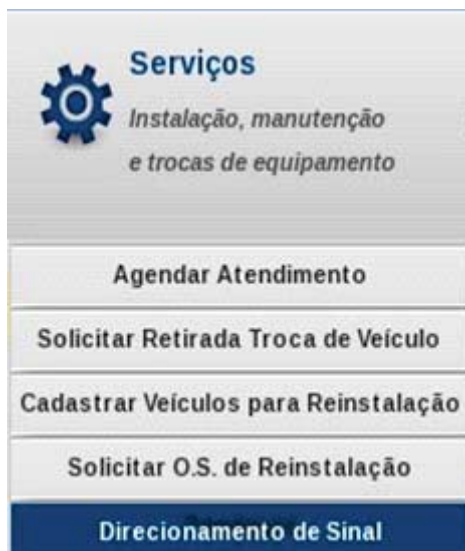 Serviços
Instalação, manutenção
e trocas de equipamento
Agendar Atendimento
Solicitar Retirada Troca de Veículo
Cadastrar Veículos para Reinstalação
Solicitar O.S. de Reinstalação
Direcionamento de Sinal